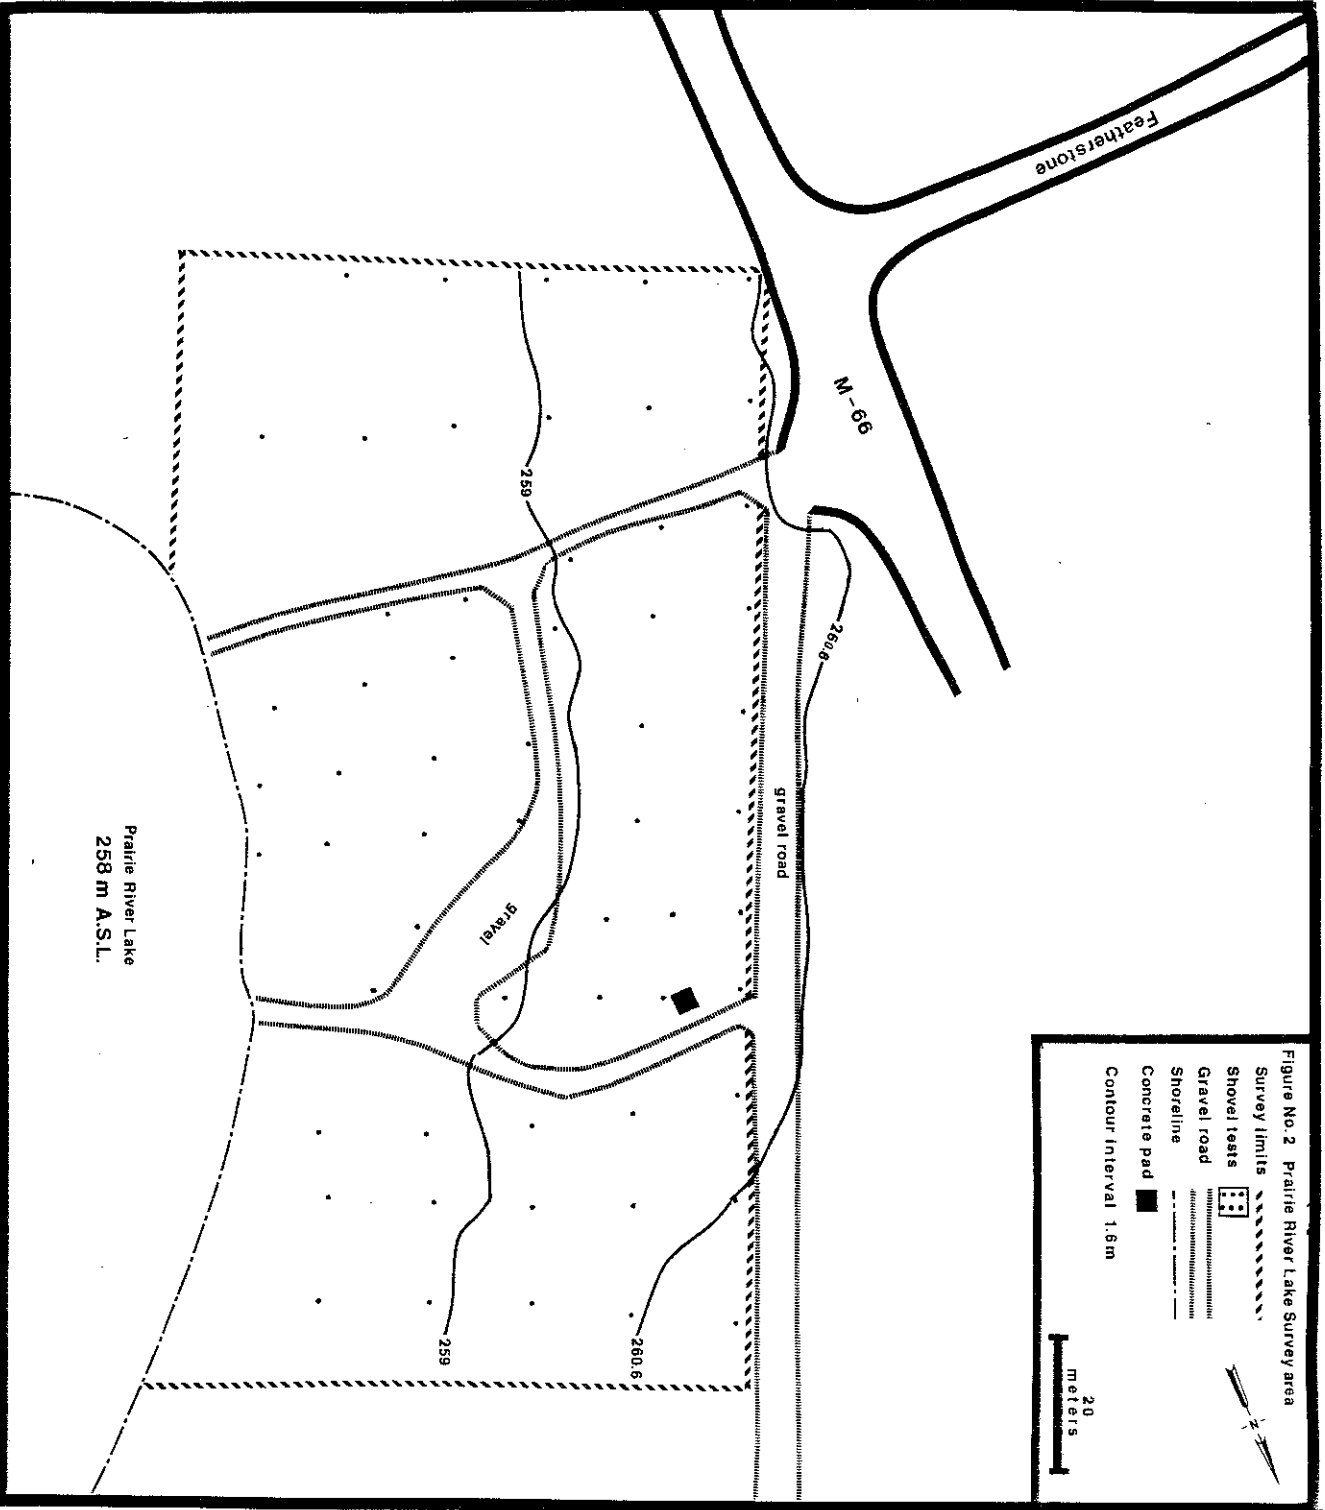 Figure No. 2 Prairie River Lake Survey area
Survey limits
Shovel tests
Gravel road
Shoreline
Concrete pad
Contour interval 1.6m
N
20
meters
Featherstone
M-66
259
260.8
gravel road
gravel
Prairie River Lake
258 m A.S.L.
259
260.6